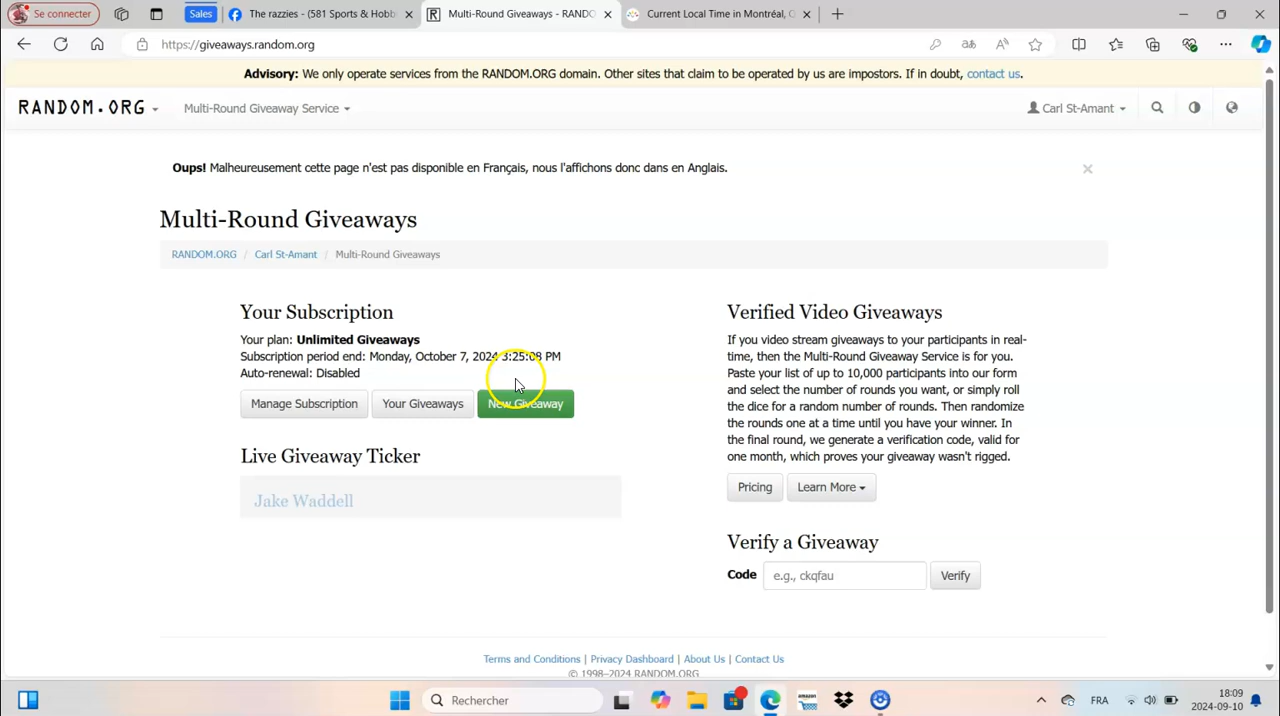 Se connecter
Sales
The razzies - (581 Sports & Hobb
Multi-Round Giveaways - RANDO
Current Local Time in Montréal, Q
https://giveaways.random.org
Advisory: We only operate services from the RANDOM.ORG domain. Other sites that claim to be operated by us are impostors. If in doubt, contact us.
RANDOM.ORG
Multi-Round Giveaway Service
Carl St-Amant
Oups! Malheureusement cette page n'est pas disponible en Français, nous l'affichons donc dans en Anglais.
Multi-Round Giveaways
RANDOM.ORG / Carl St-Amant / Multi-Round Giveaways
Your Subscription
Your plan: Unlimited Giveaways
Subscription period end: Monday, October 7, 2024 3:25:08 PM
Auto-renewal: Disabled
Manage Subscription
Your Giveaways
New Giveaway
Live Giveaway Ticker
Jake Waddell
Verified Video Giveaways
If you video stream giveaways to your participants in real-
time, then the Multi-Round Giveaway Service is for you.
Paste your list of up to 10,000 participants into our form
and select the number of rounds you want, or simply roll
the dice for a random number of rounds. Then randomize
the rounds one at a time until you have your winner. In
the final round, we generate a verification code, valid for
one month, which proves your giveaway wasn't rigged.
Pricing
Learn More
Verify a Giveaway
Code
e.g., ckqfau
Verify
Terms and Conditions | Privacy Dashboard | About Us | Contact Us
© 1998–2024 RANDOM.ORG
Rechercher
amazon
FRA
18:09
2024-09-10